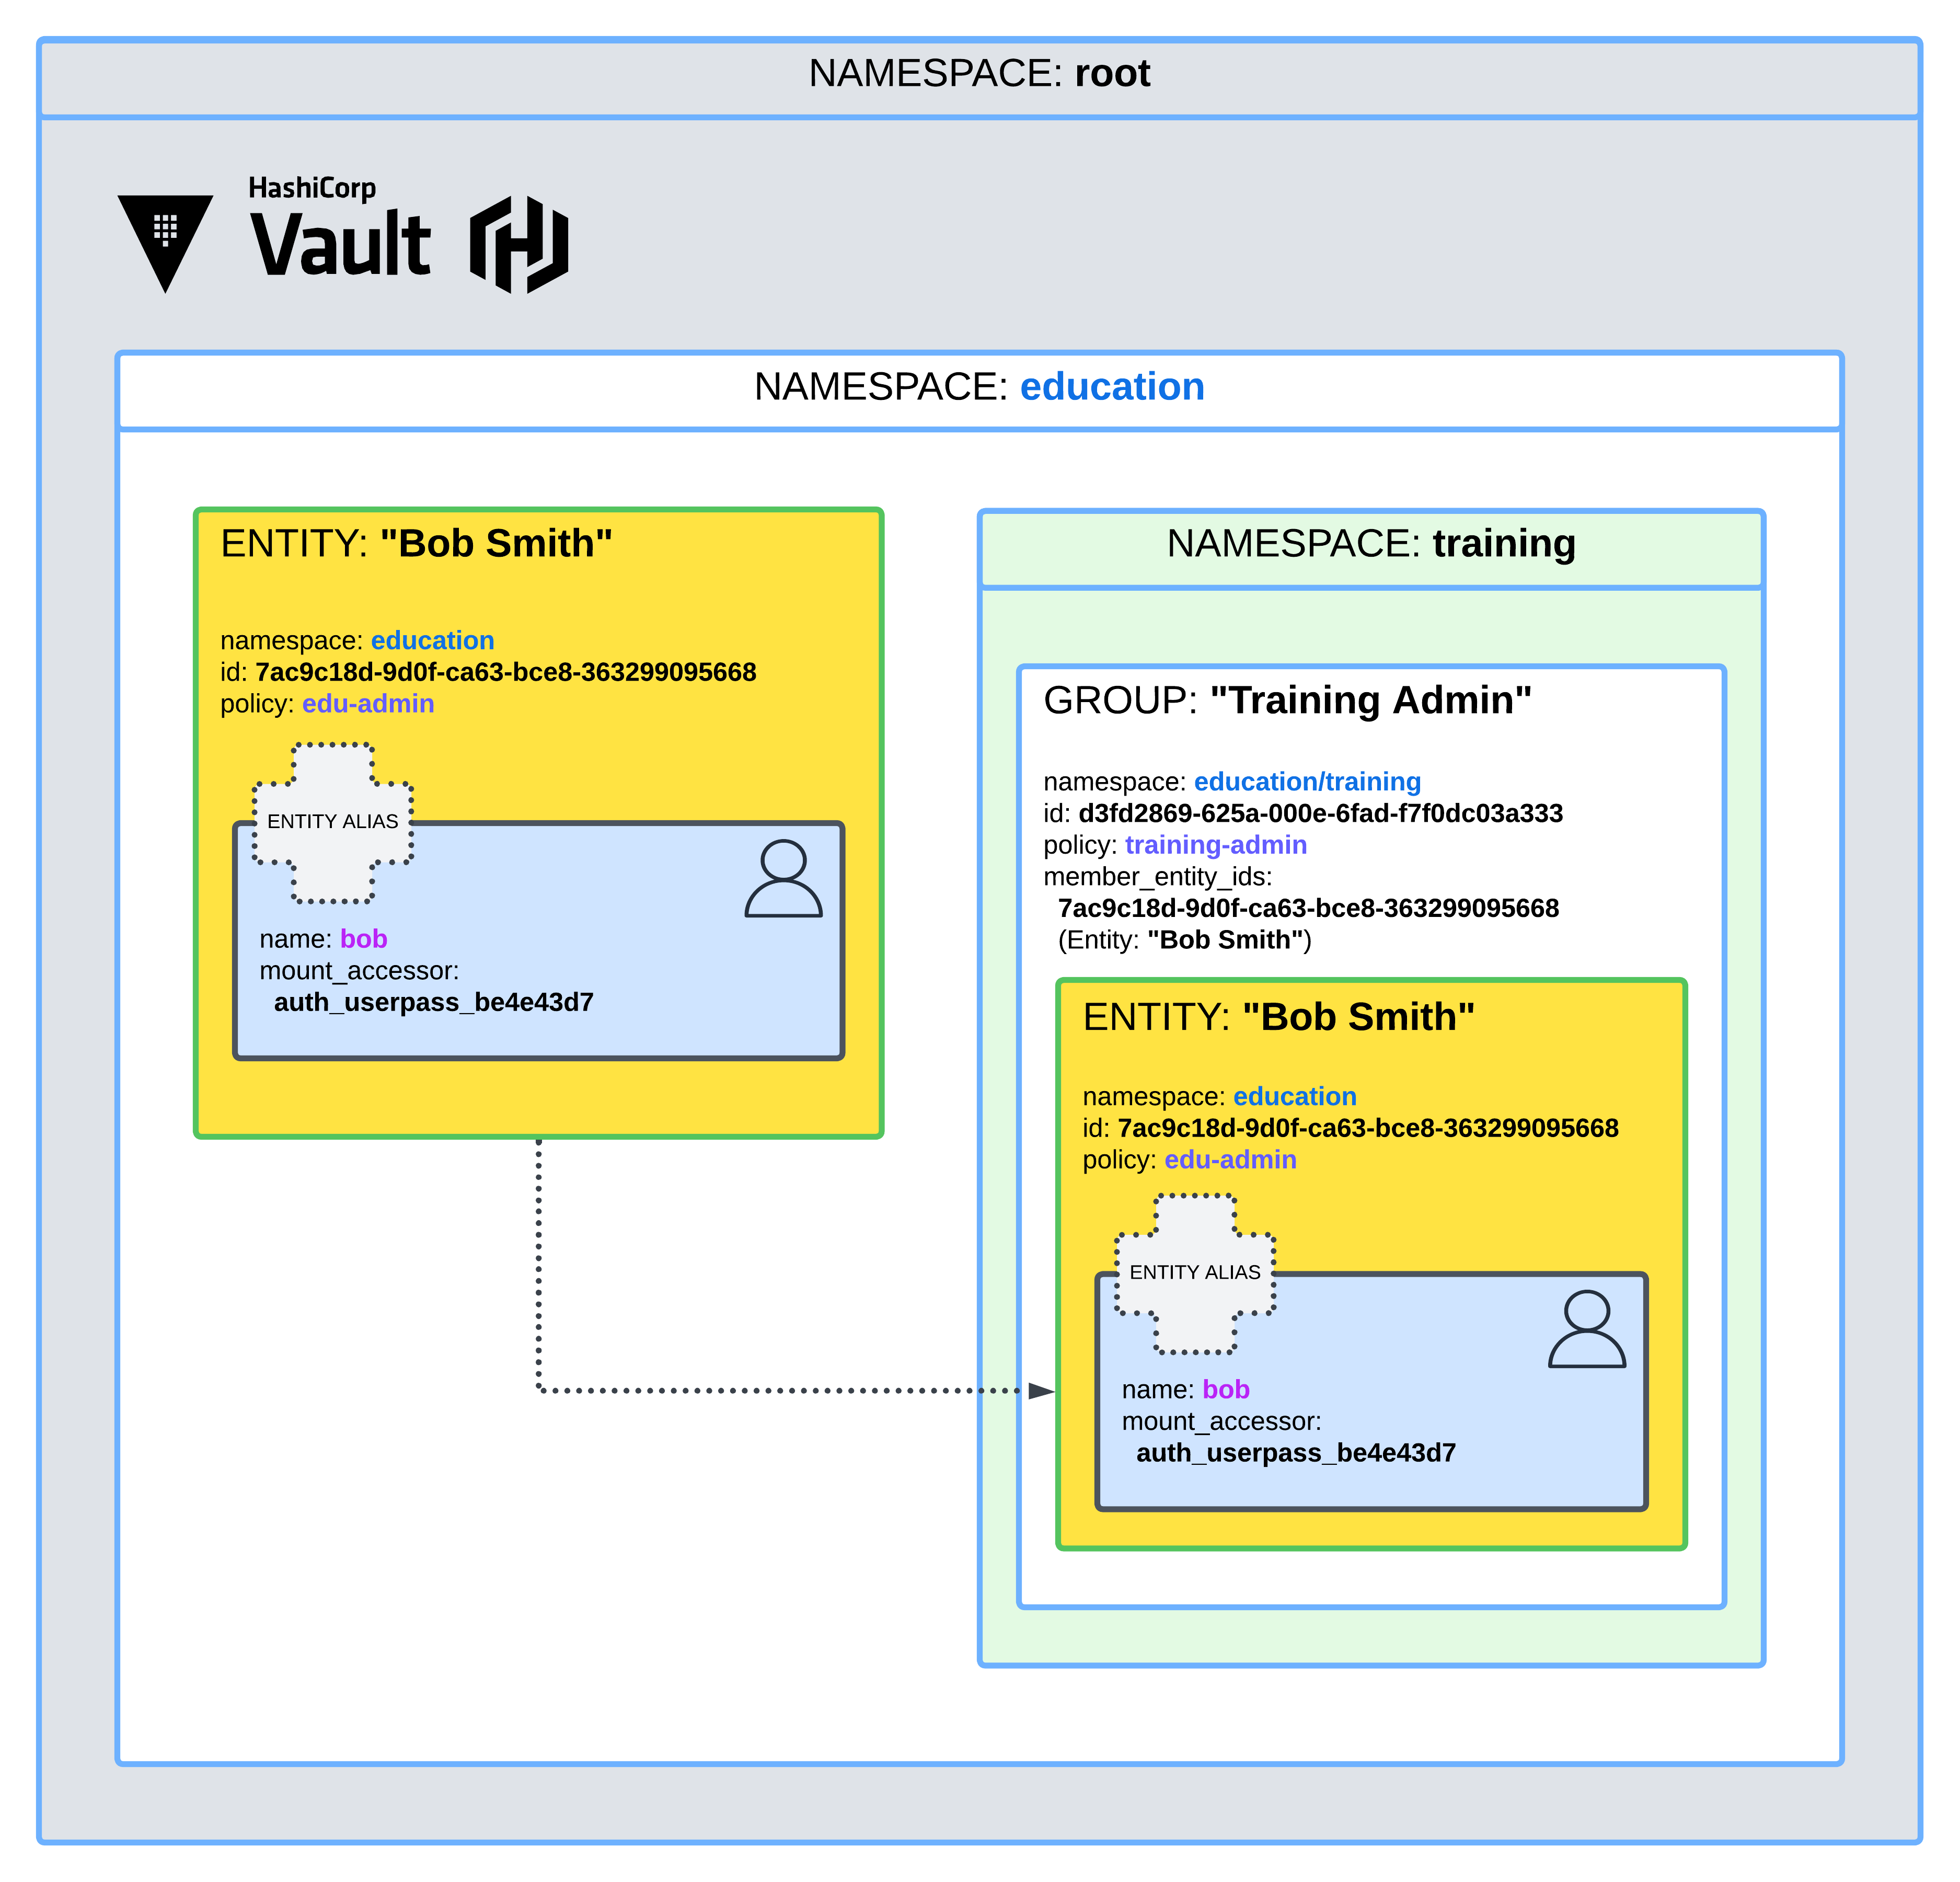 NAMESPACE: root
HashiCorp
Vault
NAMESPACE: education
ENTITY: "Bob Smith"
namespace: education
id: 7ac9c18d-9d0f-ca63-bce8-363299095668
policy: edu-admin
ENTITY ALIAS
name: bob
mount_accessor:
auth_userpass_be4e43d7
NAMESPACE: training
GROUP: "Training Admin"
namespace: education/training
id: d3fd2869-625a-000e-6fad-f7f0dc03a333
policy: training-admin
member_entity_ids:
7ac9c18d-9d0f-ca63-bce8-363299095668
(Entity: "Bob Smith")
ENTITY: "Bob Smith"
namespace: education
id: 7ac9c18d-9d0f-ca63-bce8-363299095668
policy: edu-admin
ENTITY ALIAS
name: bob
mount_accessor:
auth_userpass_be4e43d7